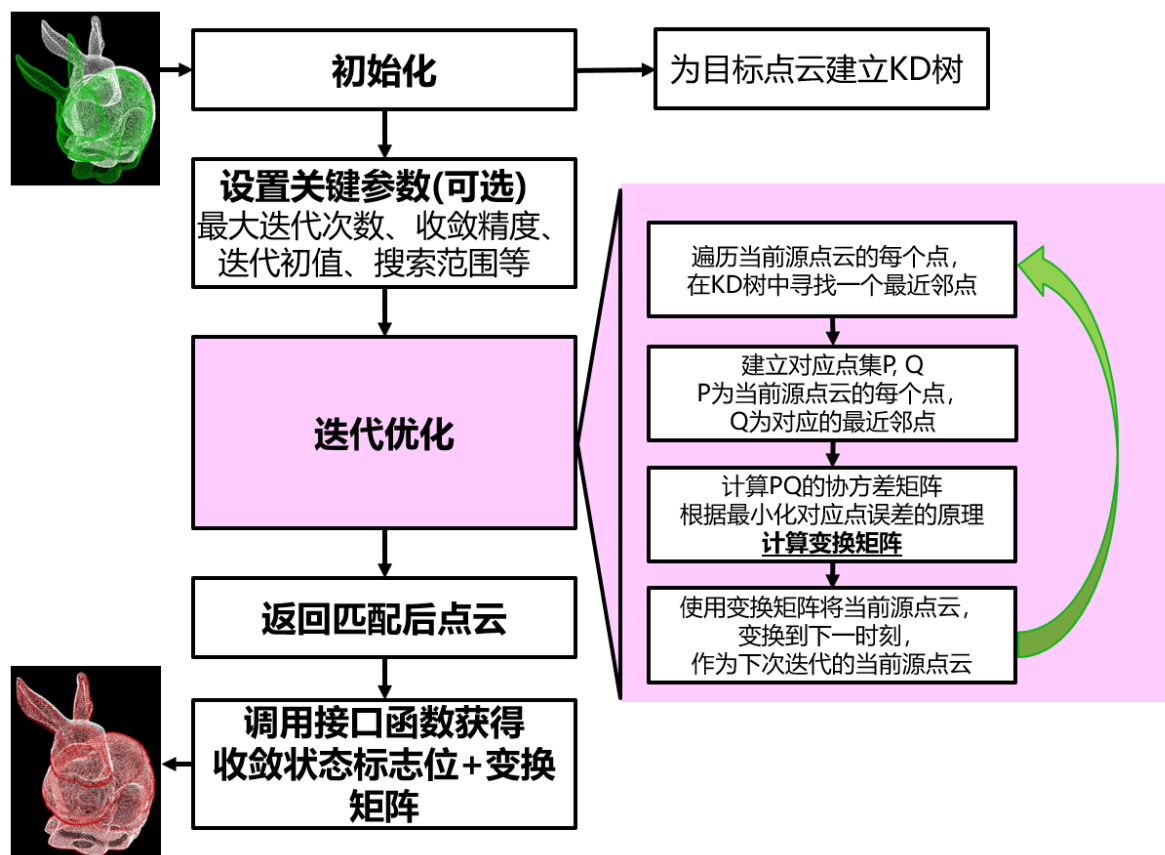 初始化
为目标点云建立KD树
设置关键参数(可选)
最大迭代次数、收敛精度、
迭代初值、搜索范围等
迭代优化
遍历当前源点云的每个点，
在KD树中寻找一个最近邻点
建立对应点集P, Q
P为当前源点云的每个点，
Q为对应的最近邻点
计算PQ的协方差矩阵
根据最小化对应点误差的原理
计算变换矩阵
使用变换矩阵将当前源点云，
变换到下一时刻，
作为下次迭代的当前源点云
返回匹配后点云
调用接口函数获得
收敛状态标志位+变换
矩阵